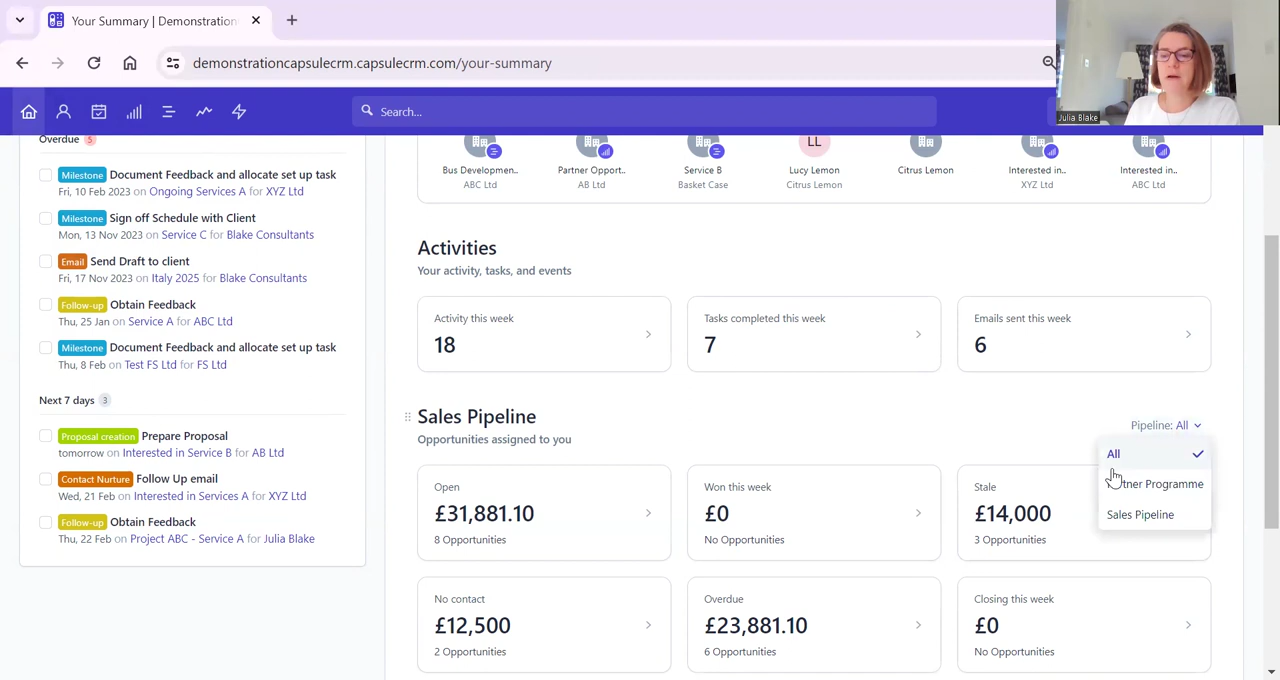 Your Summary | Demonstration
demonstrationcapsulecrm.capsulecrm.com/your-summary
Julia Blake
Search...
Overdue 5
Milestone Document Feedback and allocate set up task
Fri, 10 Feb 2023 on Ongoing Services A for XYZ Ltd
Milestone Sign off Schedule with Client
Mon, 13 Nov 2023 on Service C for Blake Consultants
Email Send Draft to client
Fri, 17 Nov 2023 on Italy 2025 for Blake Consultants
Follow-up Obtain Feedback
Thu, 25 Jan on Service A for ABC Ltd
Milestone Document Feedback and allocate set up task
Thu, 8 Feb on Test FS Ltd for FS Ltd
Next 7 days 3
Proposal creation Prepare Proposal
tomorrow on Interested in Service B for AB Ltd
Contact Nurture Follow Up email
Wed, 21 Feb on Interested in Services A for XYZ Ltd
Follow-up Obtain Feedback
Thu, 22 Feb on Project ABC - Service A for Julia Blake
LL
Bus Developmen.. Partner Opport.. Service B Lucy Lemon Citrus Lemon Interested in.. Interested in..
ABC Ltd AB Ltd Basket Case Citrus Lemon XYZ Ltd ABC Ltd
Activities
Your activity, tasks, and events
Activity this week
18
Tasks completed this week
7
Emails sent this week
6
Sales Pipeline
Opportunities assigned to you
Pipeline: All
All
Programme
Sales Pipeline
Open
£31,881.10
8 Opportunities
Won this week
£0
No Opportunities
Stale
£14,000
3 Opportunities
No contact
£12,500
2 Opportunities
Overdue
£23,881.10
6 Opportunities
Closing this week
£0
No Opportunities